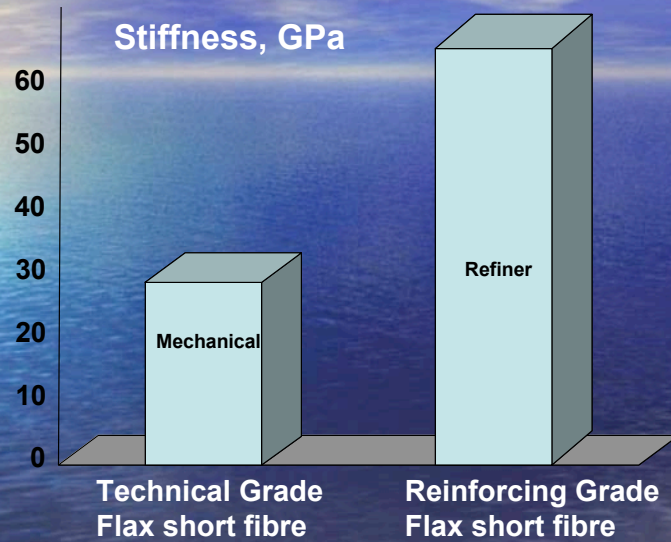 Stiffness, GPa
60
50
40
30
20
10
0
Mechanical
Refiner
Technical Grade
Flax short fibre
Reinforcing Grade
Flax short fibre